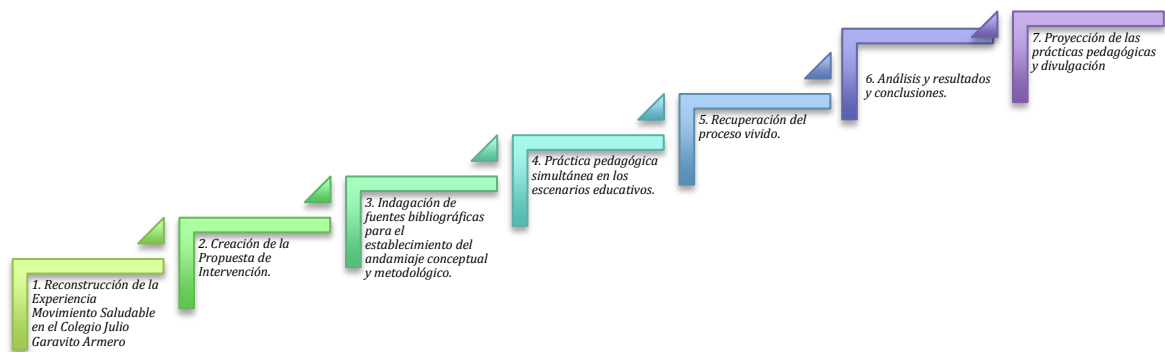 1. Reconstrucción de la
Experiencia
Movimiento Saludable
en el Colegio Julio
Garavito Armero
2. Creación de la
Propuesta de
Intervención.
3. Indagación de
fuentes bibliográficas
para el
establecimiento del
andamiaje conceptual
y metodológico.
4. Práctica pedagógica
simultánea en los
escenarios educativos.
5. Recuperación del
proceso vivido.
6. Análisis y resultados
y conclusiones.
7. Proyección de las
prácticas pedagógicas
y divulgación